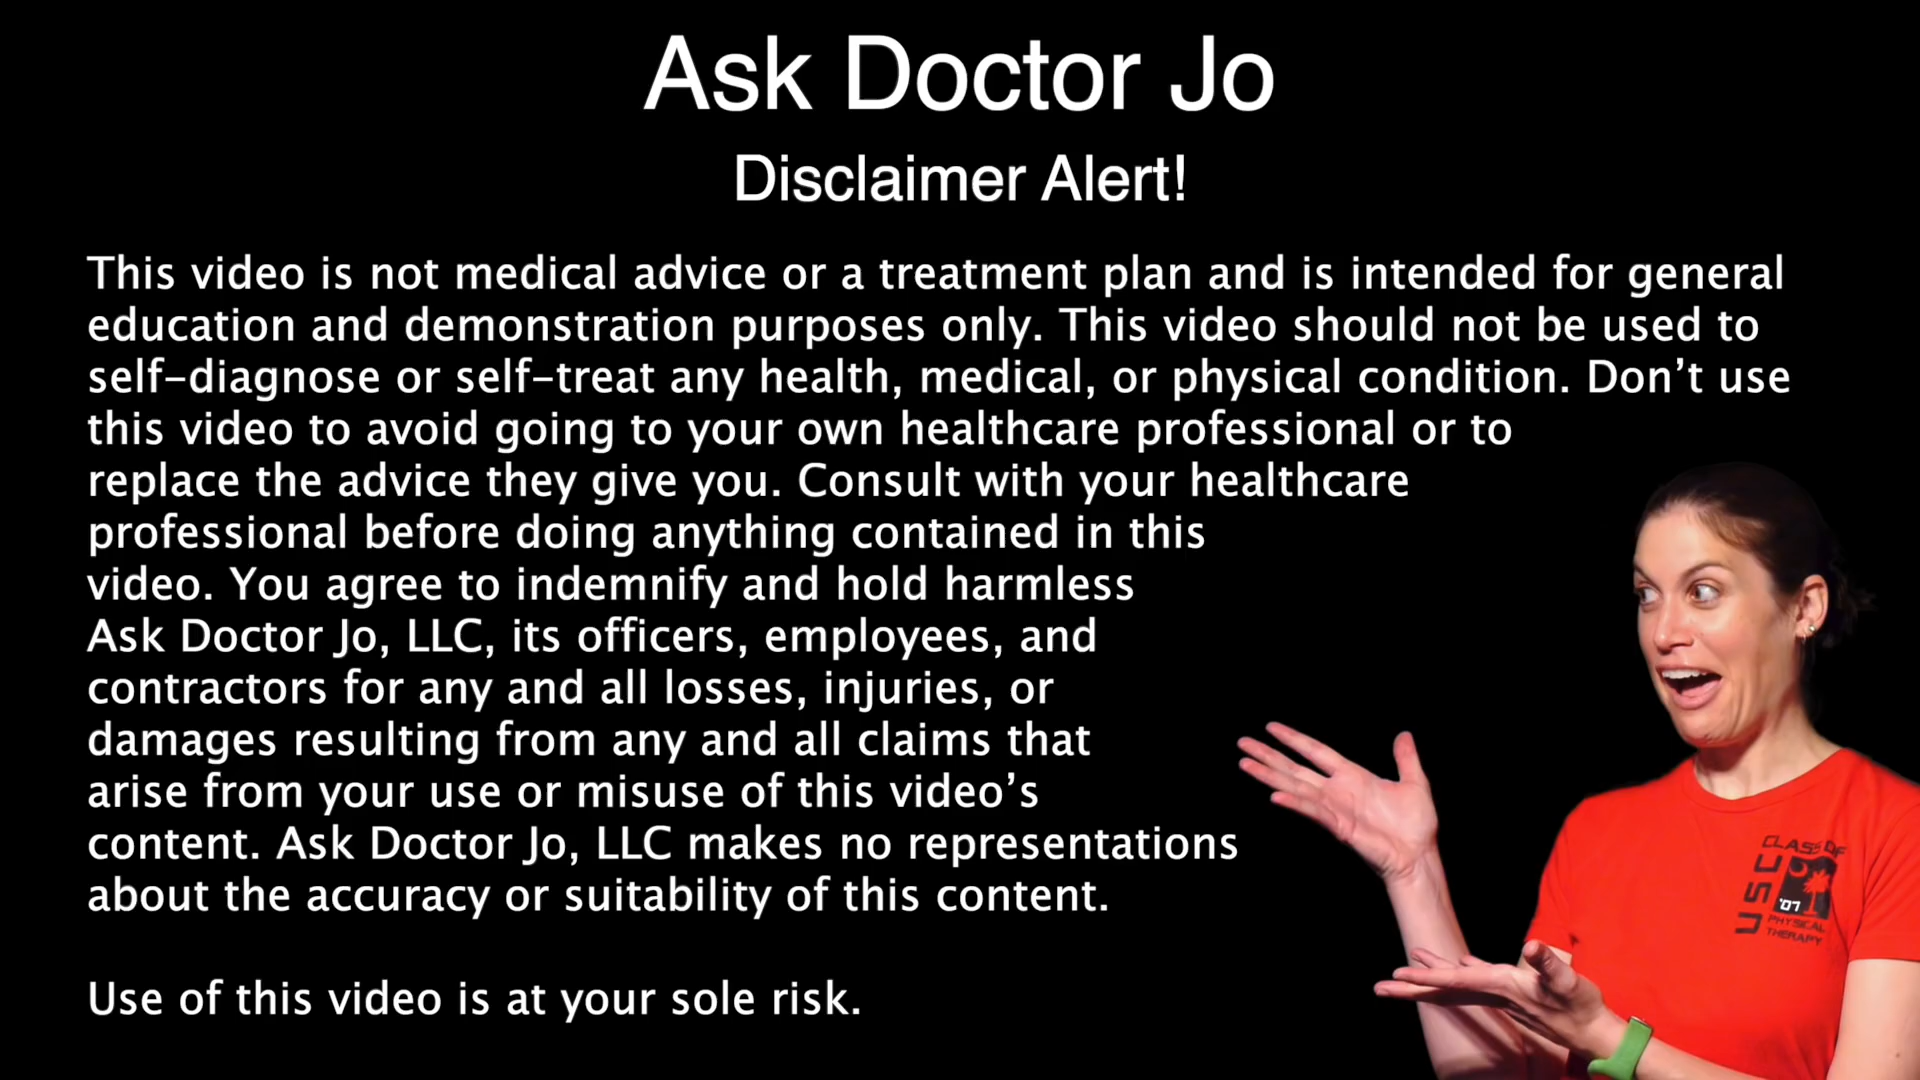 Ask Doctor Jo
Disclaimer Alert!
This video is not medical advice or a treatment plan and is intended for general
education and demonstration purposes only. This video should not be used to
self-diagnose or self-treat any health, medical, or physical condition. Don’t use
this video to avoid going to your own healthcare professional or to
replace the advice they give you. Consult with your healthcare
professional before doing anything contained in this
video. You agree to indemnify and hold harmless
Ask Doctor Jo, LLC, its officers, employees, and
contractors for any and all losses, injuries, or
damages resulting from any and all claims that
arise from your use or misuse of this video’s
content. Ask Doctor Jo, LLC makes no representations
about the accuracy or suitability of this content.
Use of this video is at your sole risk.
CLASS OF
USC
'07
PHYSICAL
THERAPY